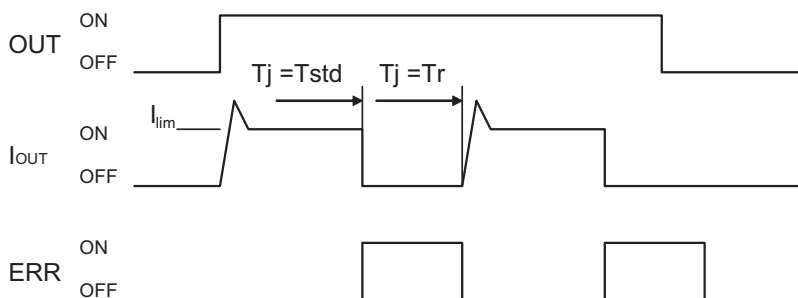 OUT
ON
OFF
Tj =Tstd
Tj =Tr
Ilim
IOUT
ON
OFF
ERR
ON
OFF